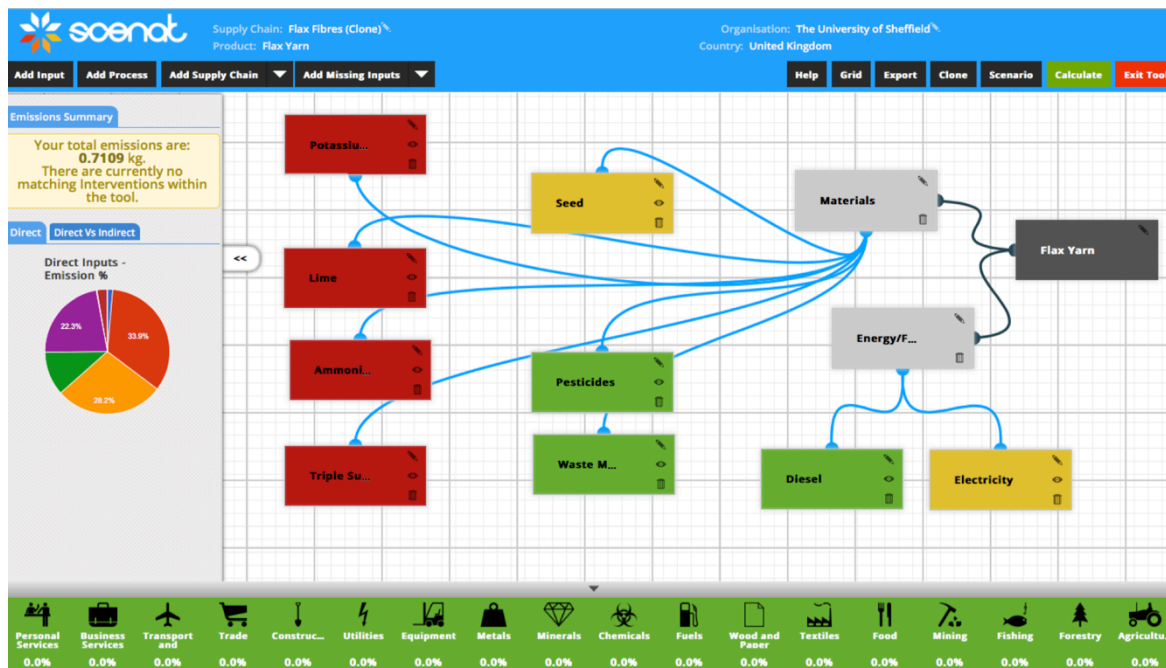 scenat
Supply Chain: Flax Fibres (Clone)
Product: Flax Yarn
Organisation: The University of Sheffield
Country: United Kingdom
Add Input
Add Process
Add Supply Chain
Add Missing Inputs
Help
Grid
Export
Clone
Scenario
Calculate
Exit Tool
Emissions Summary
Your total emissions are:
0.7109 kg.
There are currently no
matching Interventions within
the tool.
Direct
Direct Vs Indirect
Direct Inputs -
Emission %
22.3%
33.9%
28.2%
<<
Potassiu...
Lime
Ammoni...
Triple Su...
Seed
Pesticides
Waste M...
Materials
Energy/F...
Diesel
Electricity
Flax Yarn
Personal
Services
0.0%
Business
Services
0.0%
Transport
and
0.0%
Trade
0.0%
Construc...
0.0%
Utilities
0.0%
Equipment
0.0%
Metals
0.0%
Minerals
0.0%
Chemicals
0.0%
Fuels
0.0%
Wood and
Paper
0.0%
Textiles
0.0%
Food
0.0%
Mining
0.0%
Fishing
0.0%
Forestry
0.0%
Agricultu..
0.0%